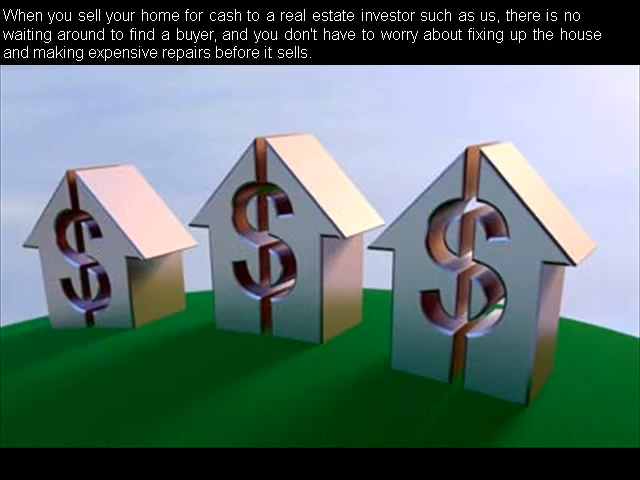 When you sell your home for cash to a real estate investor such as us, there is no
waiting around to find a buyer, and you don't have to worry about fixing up the house
and making expensive repairs before it sells.
$
$
$